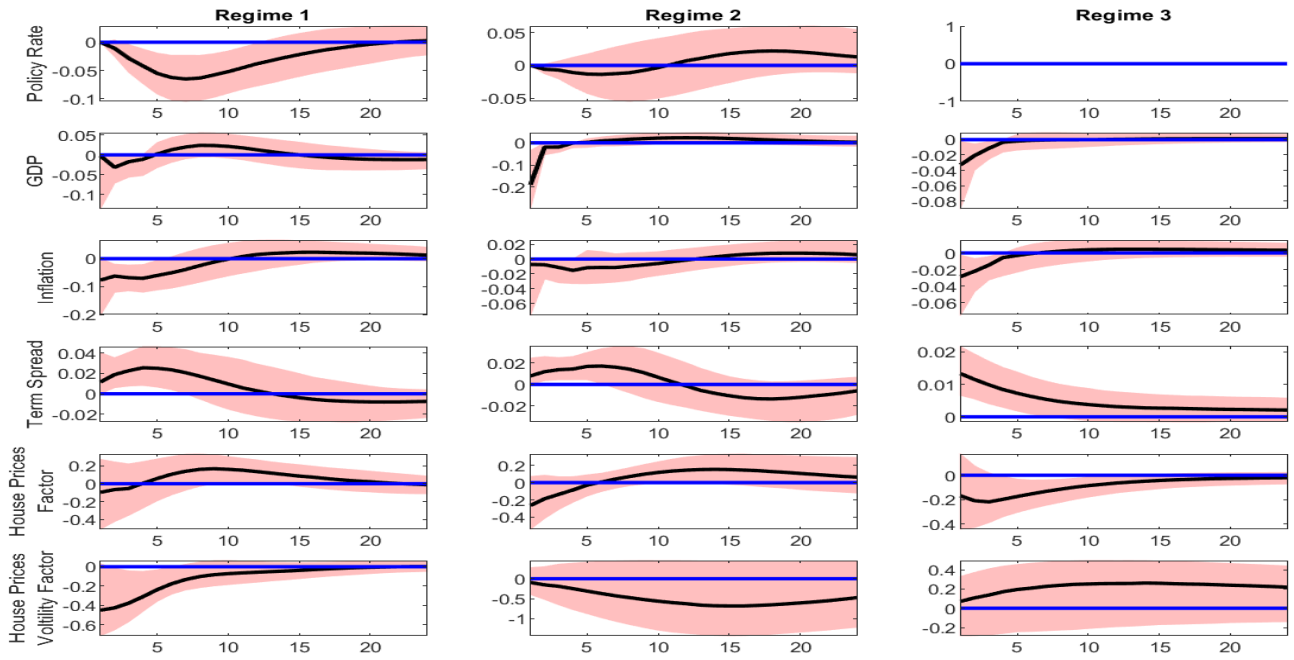 Regime 1 Regime 2 Regime 3
Policy Rate
0 -0.05 -0.1
5 10 15 20
0.05 0 -0.05
5 10 15 20
1 0 -1
5 10 15 20
GDP
0.05 0 -0.05 -0.1
5 10 15 20
0 -0.1 -0.2
5 10 15 20
0 -0.02 -0.04 -0.06 -0.08
5 10 15 20
Inflation
0 -0.1 -0.2
5 10 15 20
0.02 0 -0.02 -0.04 -0.06
5 10 15 20
0 -0.02 -0.04 -0.06
5 10 15 20
Term Spread
0.04 0.02 0 -0.02
5 10 15 20
0.02 0 -0.02
5 10 15 20
0.02 0.01 0
5 10 15 20
House Prices
Factor
0.2 0 -0.2 -0.4
5 10 15 20
0.2 0 -0.2 -0.4
5 10 15 20
0 -0.2 -0.4
5 10 15 20
House Prices
Voltility Factor
0 -0.2 -0.4 -0.6
5 10 15 20
0 -0.5 -1
5 10 15 20
0.4 0.2 0 -0.2
5 10 15 20